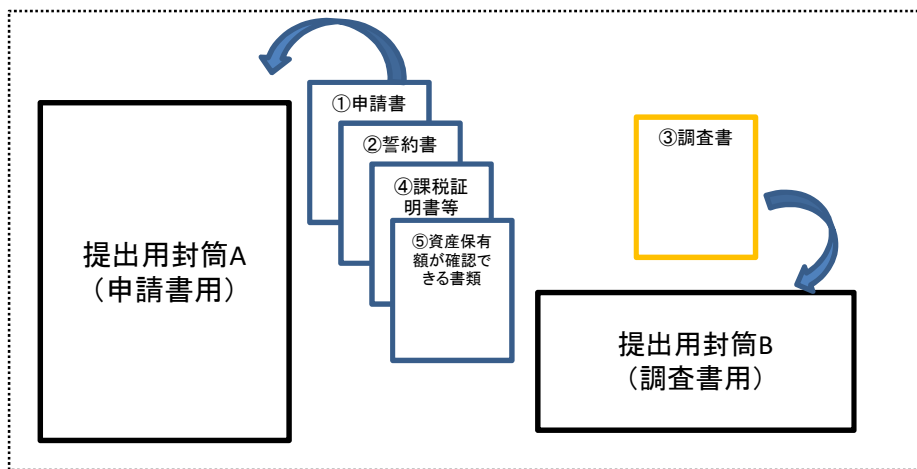 ①申請書
②誓約書
④課税証
明書等
⑤資産保有
額が確認で
きる書類
提出用封筒A
（申請書用）
③調査書
提出用封筒B
（調査書用）